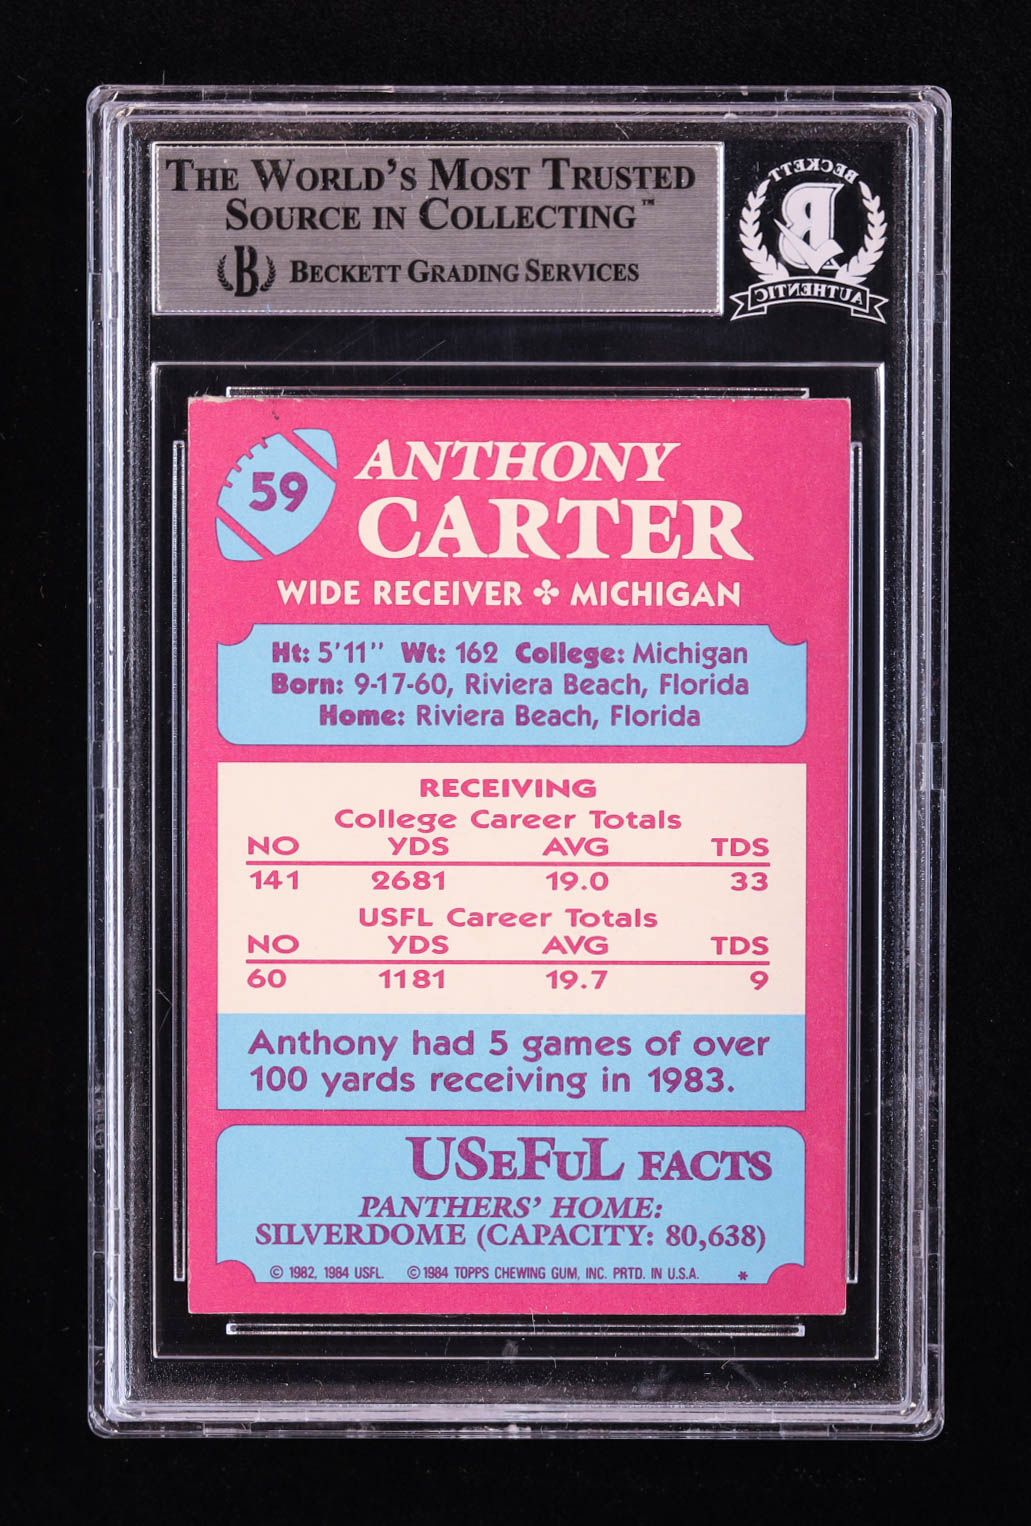 THE WORLD'S MOST TRUSTED
SOURCE IN COLLECTING™
B BECKETT GRADING SERVICES
BECKETT
B
AUTHENTIC
59
ANTHONY
CARTER
WIDE RECEIVER ✤ MICHIGAN
Ht: 5'11" Wt: 162 College: Michigan
Born: 9-17-60, Riviera Beach, Florida
Home: Riviera Beach, Florida
RECEIVING
College Career Totals
NO YDS AVG TDS
141 2681 19.0 33
USFL Career Totals
NO YDS AVG TDS
60 1181 19.7 9
Anthony had 5 games of over
100 yards receiving in 1983.
USEFUL FACTS
PANTHERS' HOME:
SILVERDOME (CAPACITY: 80,638)
© 1982, 1984 USFL. © 1984 TOPPS CHEWING GUM, INC. PRTD. IN U.S.A. *